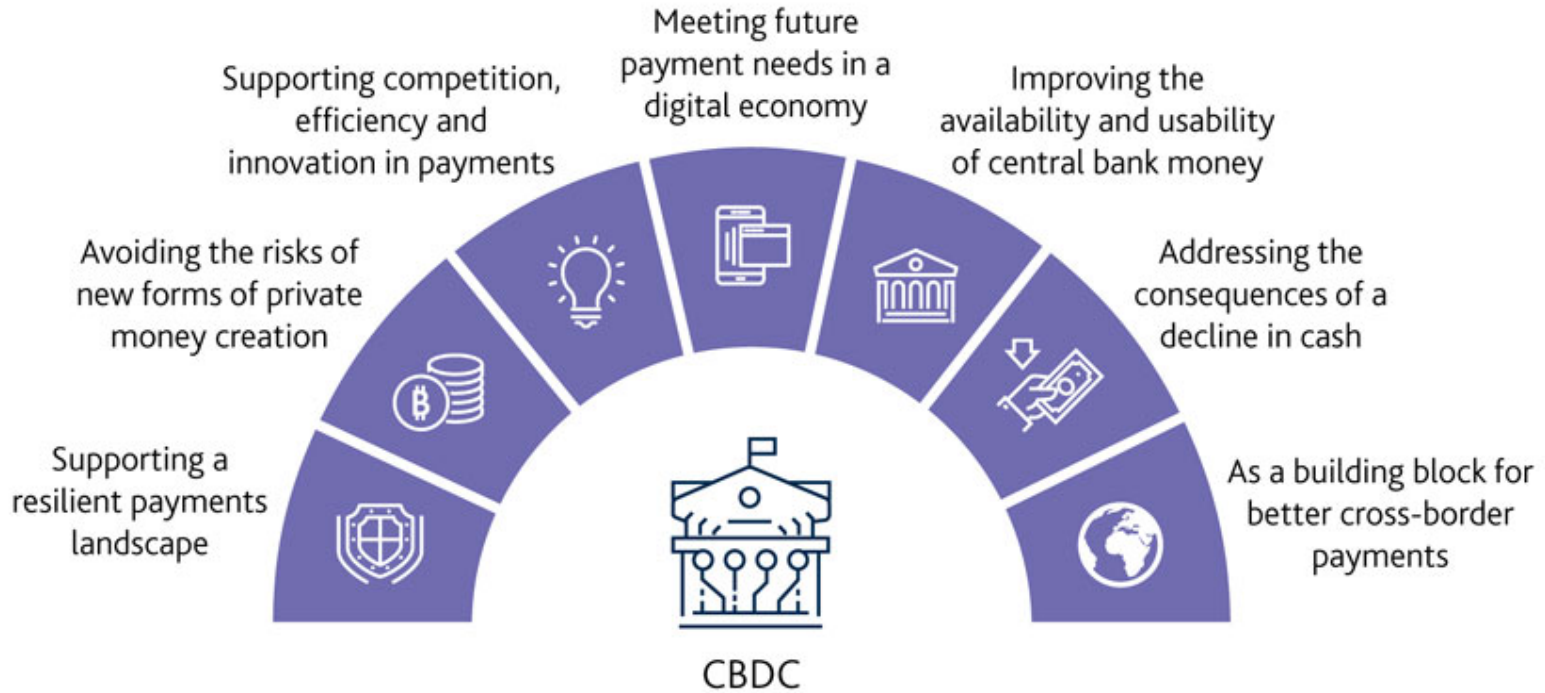 Supporting a
resilient payments
landscape
Avoiding the risks of
new forms of private
money creation
Supporting competition,
efficiency and
innovation in payments
Meeting future
payment needs in a
digital economy
Improving the
availability and usability
of central bank money
Addressing the
consequences of a
decline in cash
As a building block for
better cross-border
payments
CBDC